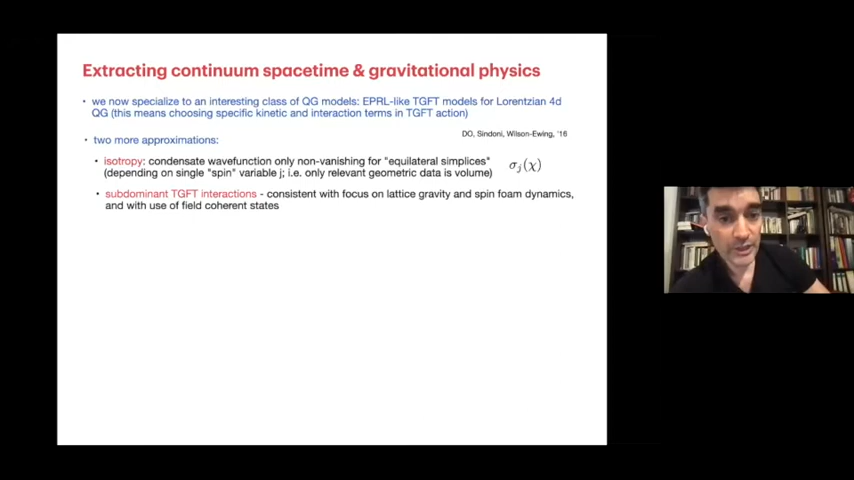 Extracting continuum spacetime & gravitational physics
• we now specialize to an interesting class of QG models: EPRL-like TGFT models for Lorentzian 4d
QG (this means choosing specific kinetic and interaction terms in TGFT action)
DO, Sindoni, Wilson-Ewing, '16
• two more approximations:
• isotropy: condensate wavefunction only non-vanishing for "equilateral simplices"
(depending on single "spin" variable j; i.e. only relevant geometric data is volume)
σ_j(χ)
• subdominant TGFT interactions - consistent with focus on lattice gravity and spin foam dynamics,
and with use of field coherent states